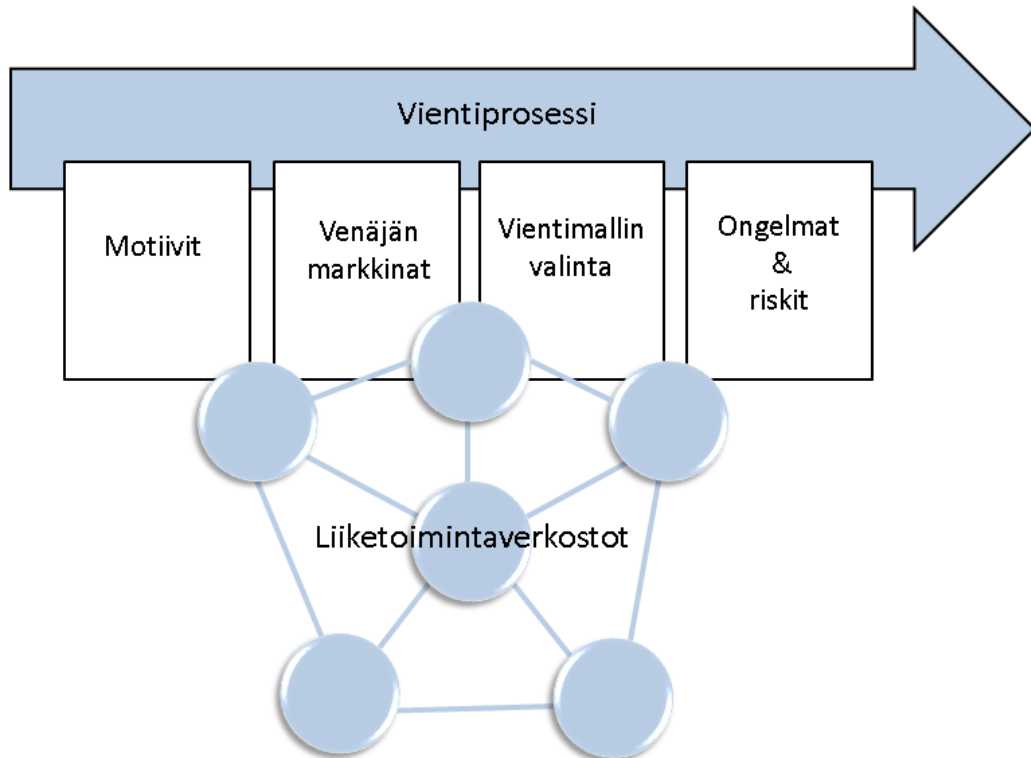 Vientiprosessi
Motiivit
Venäjän
markkinat
Vientimallin
valinta
Ongelmat
&
riskit
Liiketoimintaverkostot